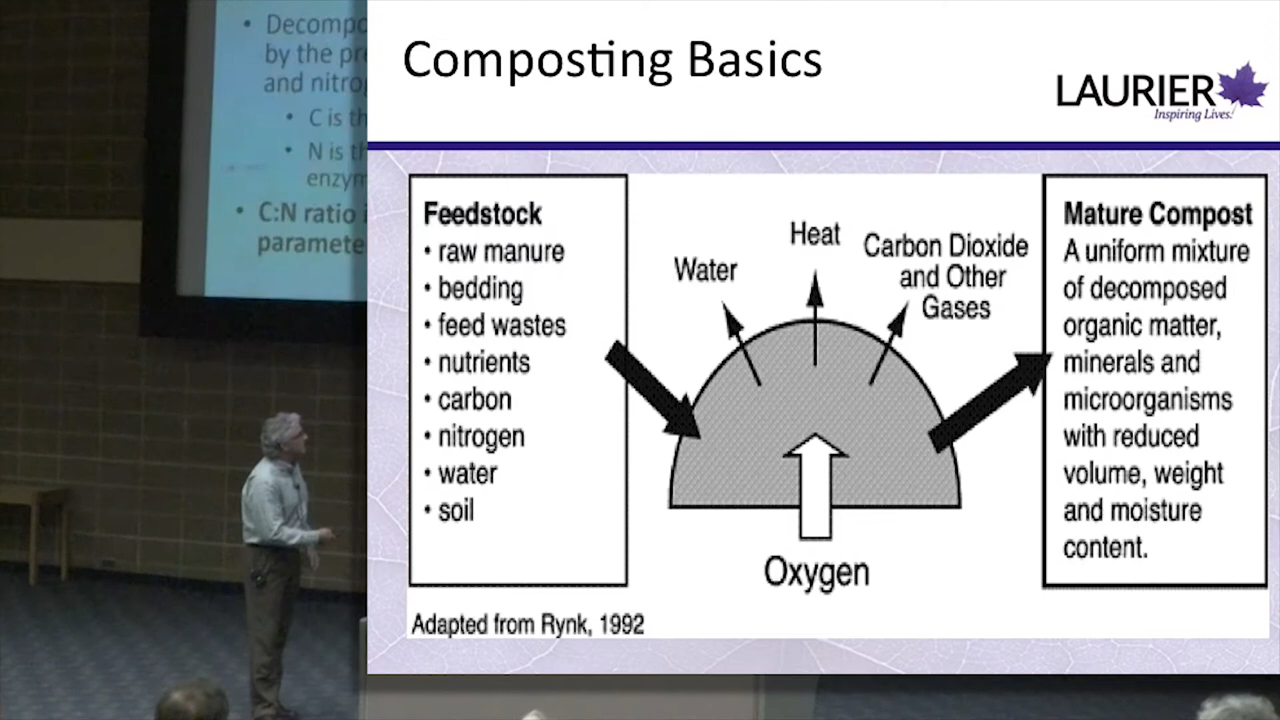 • Decompo
by the pr
and nitro
• C is th
• N is th
enzym
• C:N ratio
paramete
Composting Basics
LAURIER
Inspiring Lives!
Feedstock
• raw manure
• bedding
• feed wastes
• nutrients
• carbon
• nitrogen
• water
• soil
Water
Heat
Carbon Dioxide
and Other
Gases
Oxygen
Mature Compost
A uniform mixture
of decomposed
organic matter,
minerals and
microorganisms
with reduced
volume, weight
and moisture
content.
Adapted from Rynk, 1992